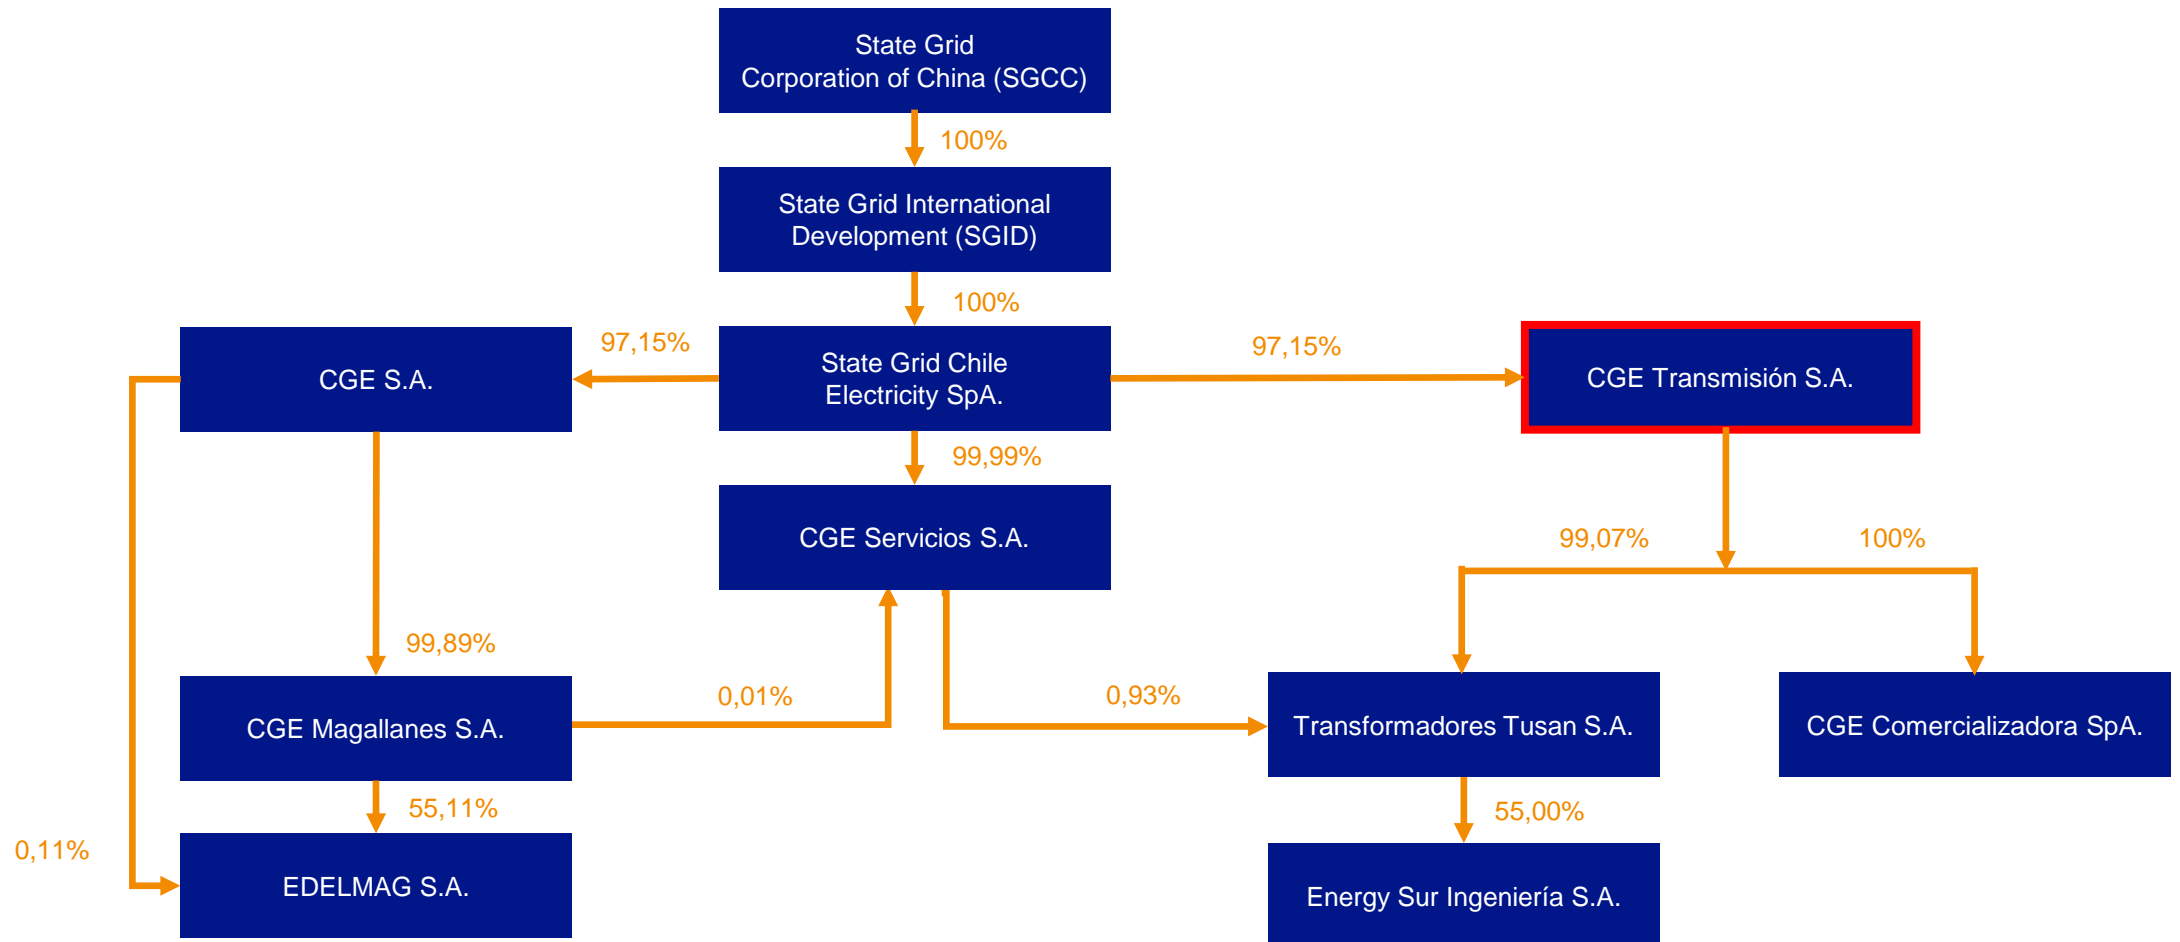 State Grid
Corporation of China (SGCC)
100%
State Grid International
Development (SGID)
100%
CGE S.A.
97,15%
State Grid Chile
Electricity SpA.
97,15%
CGE Transmisión S.A.
99,99%
CGE Servicios S.A.
99,07%
100%
99,89%
CGE Magallanes S.A.
0,01%
0,93%
Transformadores Tusan S.A.
CGE Comercializadora SpA.
55,11%
55,00%
0,11%
EDELMAG S.A.
Energy Sur Ingeniería S.A.